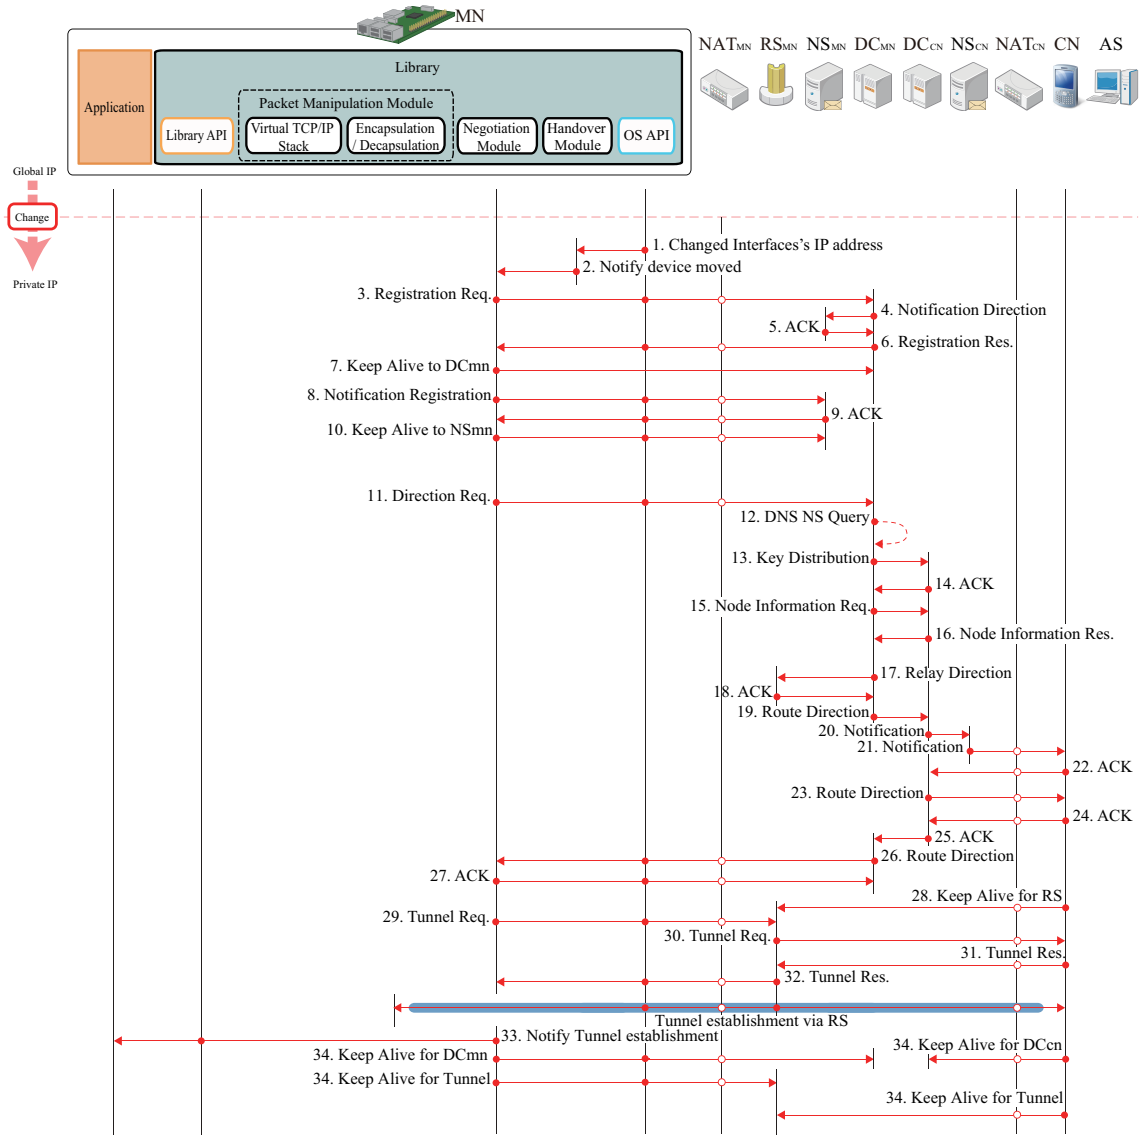 MN
NATMN RSMN NSMN DCMN DCCN NSCN NATCN CN AS
Library
Application
Packet Manipulation Module
Library API
Virtual TCP/IP
Stack
Encapsulation
/ Decapsulation
Negotiation
Module
Handover
Module
OS API
Global IP
Change
Private IP
1. Changed Interfaces's IP address
2. Notify device moved
3. Registration Req.
4. Notification Direction
5. ACK
6. Registration Res.
7. Keep Alive to DCmn
8. Notification Registration
9. ACK
10. Keep Alive to NSmn
11. Direction Req.
12. DNS NS Query
13. Key Distribution
14. ACK
15. Node Information Req.
16. Node Information Res.
17. Relay Direction
18. ACK
19. Route Direction
20. Notification
21. Notification
22. ACK
23. Route Direction
24. ACK
25. ACK
26. Route Direction
27. ACK
28. Keep Alive for RS
29. Tunnel Req.
30. Tunnel Req.
31. Tunnel Res.
32. Tunnel Res.
Tunnel establishment via RS
33. Notify Tunnel establishment
34. Keep Alive for DCmn
34. Keep Alive for DCcn
34. Keep Alive for Tunnel
34. Keep Alive for Tunnel